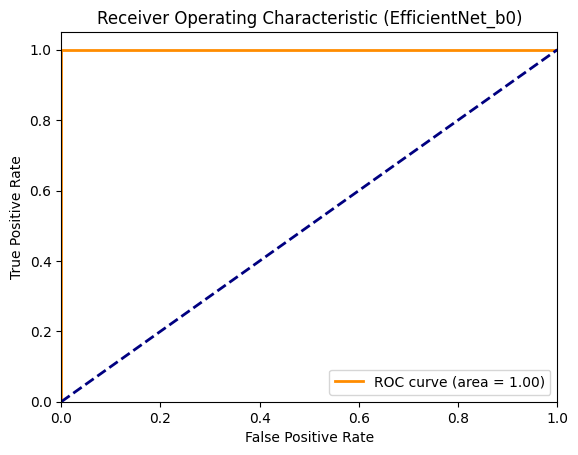 Receiver Operating Characteristic (EfficientNet_b0)
1.0
0.8
0.6
0.4
0.2
0.0
True Positive Rate
ROC curve (area = 1.00)
0.0 0.2 0.4 0.6 0.8 1.0
False Positive Rate